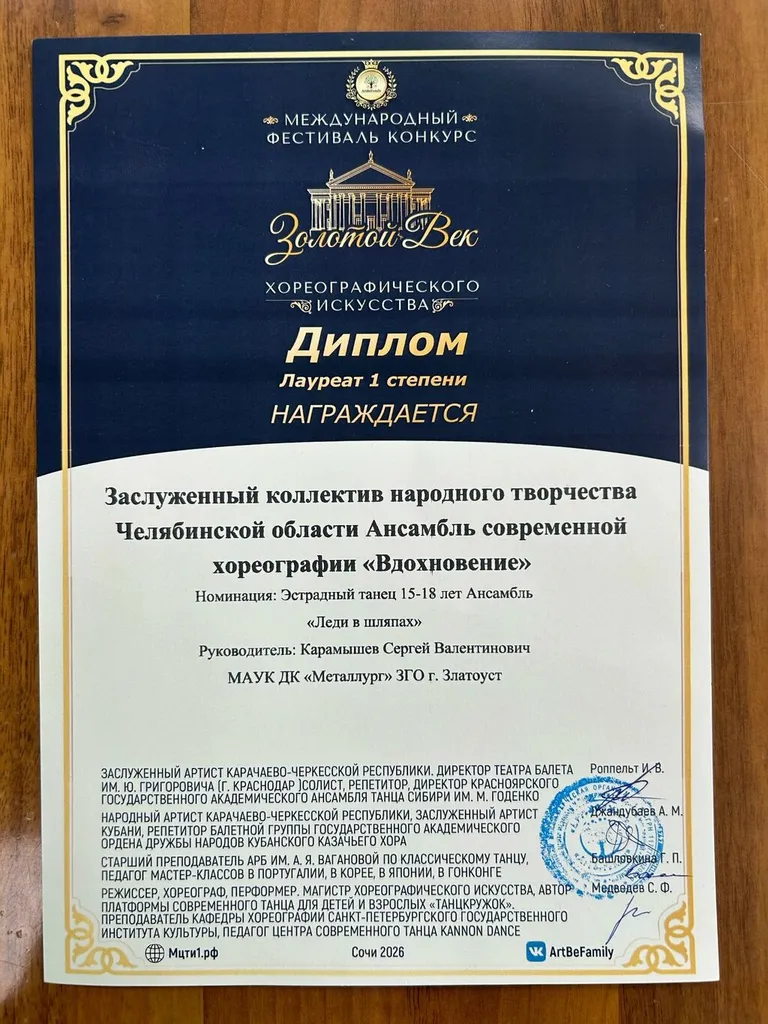 МЕЖДУНАРОДНЫЙ
ФЕСТИВАЛЬ КОНКУРС
Золотой Век
ХОРЕОГРАФИЧЕСКОГО
ИСКУССТВА
Диплом
Лауреат 1 степени
НАГРАЖДАЕТСЯ
Заслуженный коллектив народного творчества
Челябинской области Ансамбль современной
хореографии «Вдохновение»
Номинация: Эстрадный танец 15-18 лет Ансамбль
«Леди в шляпах»
Руководитель: Карамышев Сергей Валентинович
МАУК ДК «Металлург» ЗГО г. Златоуст
ЗАСЛУЖЕННЫЙ АРТИСТ КАРАЧАЕВО-ЧЕРКЕССКОЙ РЕСПУБЛИКИ. ДИРЕКТОР ТЕАТРА БАЛЕТА Роппельт И. В.
ИМ. Ю. ГРИГОРОВИЧА (Г. КРАСНОДАР )СОЛИСТ, РЕПЕТИТОР, ДИРЕКТОР КРАСНОЯРСКОГО
ГОСУДАРСТВЕННОГО АКАДЕМИЧЕСКОГО АНСАМБЛЯ ТАНЦА СИБИРИ ИМ. М. ГОДЕНКО
НАРОДНЫЙ АРТИСТ КАРАЧАЕВО-ЧЕРКЕССКОЙ РЕСПУБЛИКИ, ЗАСЛУЖЕННЫЙ АРТИСТ Джандубаев А. М.
КУБАНИ, РЕПЕТИТОР БАЛЕТНОЙ ГРУППЫ ГОСУДАРСТВЕННОГО АКАДЕМИЧЕСКОГО
ОРДЕНА ДРУЖБЫ НАРОДОВ КУБАНСКОГО КАЗАЧЬЕГО ХОРА
СТАРШИЙ ПРЕПОДАВАТЕЛЬ АРБ ИМ. А. Я. ВАГАНОВОЙ ПО КЛАССИЧЕСКОМУ ТАНЦУ, Башловкина Г. П.
ПЕДАГОГ МАСТЕР-КЛАССОВ В ПОРТУГАЛИИ, В КОРЕЕ, В ЯПОНИИ, В ГОНКОНГЕ
РЕЖИССЕР, ХОРЕОГРАФ, ПЕРФОРМЕР. МАГИСТР ХОРЕОГРАФИЧЕСКОГО ИСКУССТВА, АВТОР Медведев С. Ф.
ПЛАТФОРМЫ СОВРЕМЕННОГО ТАНЦА ДЛЯ ДЕТЕЙ И ВЗРОСЛЫХ «ТАНЦКРУЖОК».
ПРЕПОДАВАТЕЛЬ КАФЕДРЫ ХОРЕОГРАФИИ САНКТ-ПЕТЕРБУРГСКОГО ГОСУДАРСТВЕННОГО
ИНСТИТУТА КУЛЬТУРЫ, ПЕДАГОГ ЦЕНТРА СОВРЕМЕННОГО ТАНЦА KANNON DANCE
Мцти1.рф Сочи 2026 ArtBeFamily